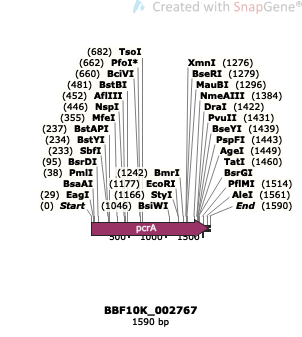 Created with SnapGene®
(682) TsoI
(662) PfoI*
(660) BciVI
(481) BstBI
(452) AflIII
(446) NspI
(355) MfeI
(237) BstAPI
(234) BstYI
(233) SbfI
(95) BsrDI
(38) PmlI
BsaAI
(29) EagI
(0) Start
(1242) BmrI
(1177) EcoRI
(1166) StyI
(1046) BsiWI
XmnI (1276)
BseRI (1279)
MauBI (1296)
NmeAIII (1384)
DraI (1422)
PvuII (1431)
BseYI (1439)
PspFI (1443)
AgeI (1449)
TatI (1460)
BsrGI
PflMI (1514)
AleI (1561)
End (1590)
pcrA
500
1000
1500
BBF10K_002767
1590 bp